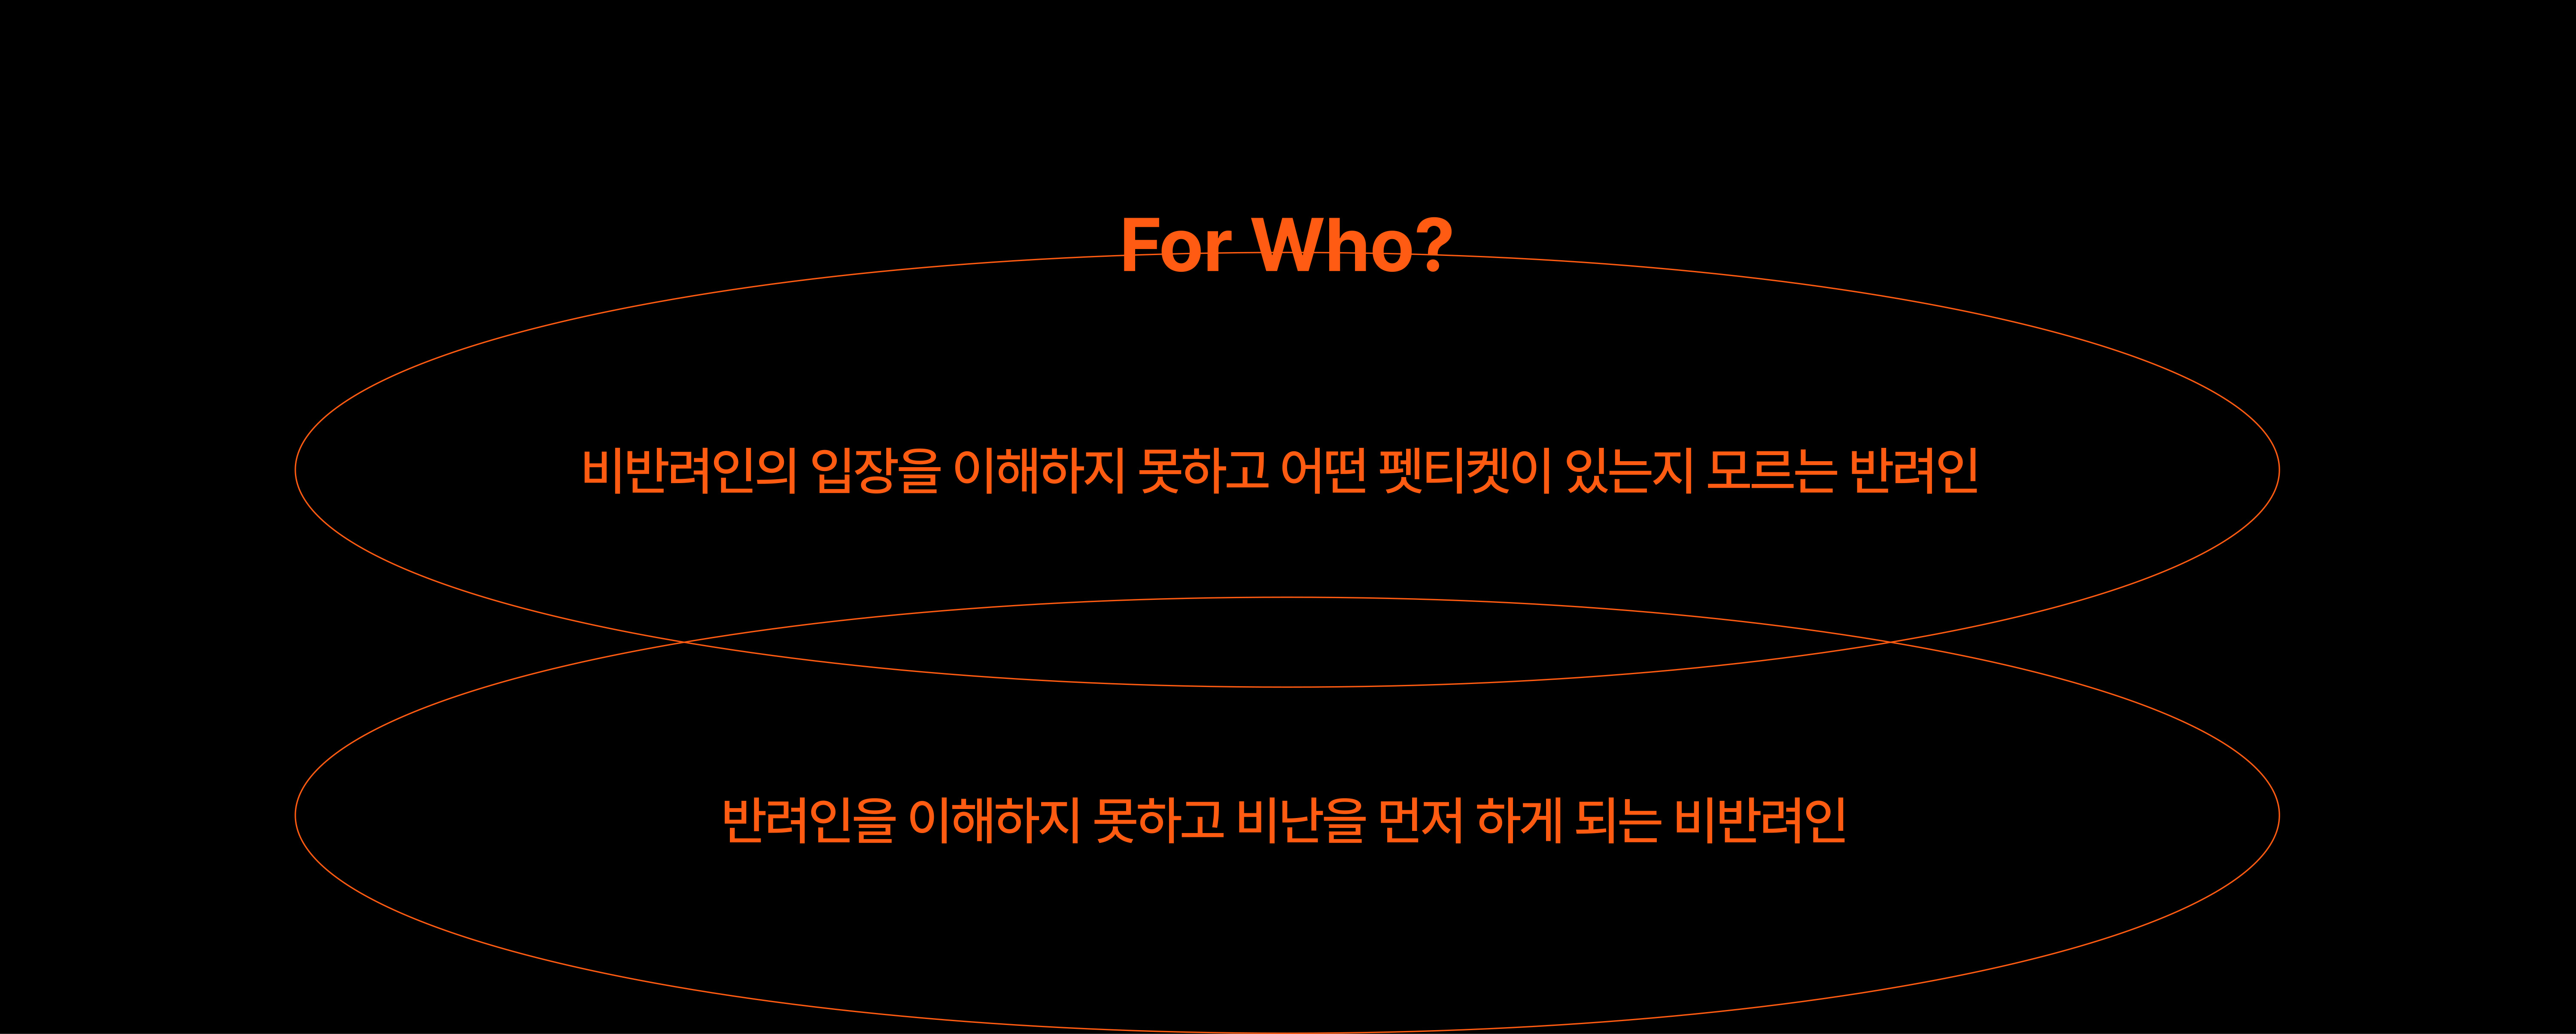 For Who?
비반려인의 입장을 이해하지 못하고 어떤 펫티켓이 있는지 모르는 반려인
반려인을 이해하지 못하고 비난을 먼저 하게 되는 비반려인